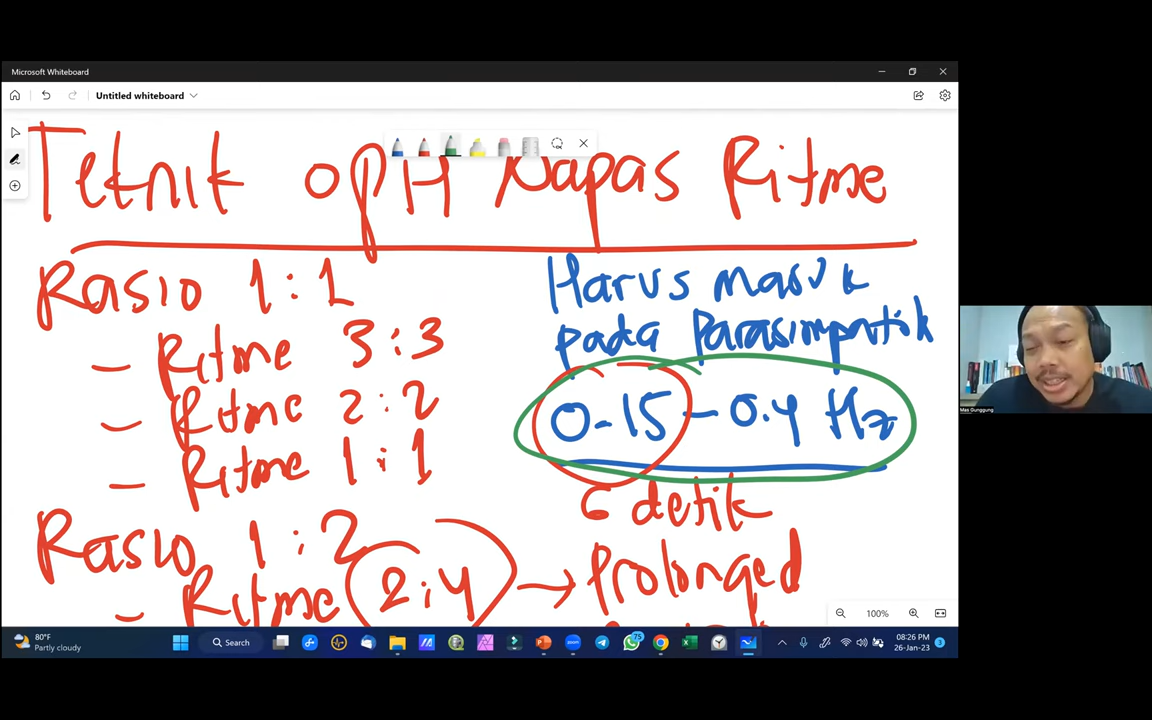 Microsoft Whiteboard
Untitled whiteboard
Teknik OPH Napas Ritme
Rasio 1:1
- Ritme 3:3
- Ritme 2:2
- Ritme 1:1
Rasio 1:2
- Ritme 2:4
Harus masuk
pada Parasimpatik
0.15 - 0.4 Hz
6 detik
→ Prolonged
Mas Gunggung
100%
80°F
Partly cloudy
Search
75
08:26 PM
26-Jan-23
3